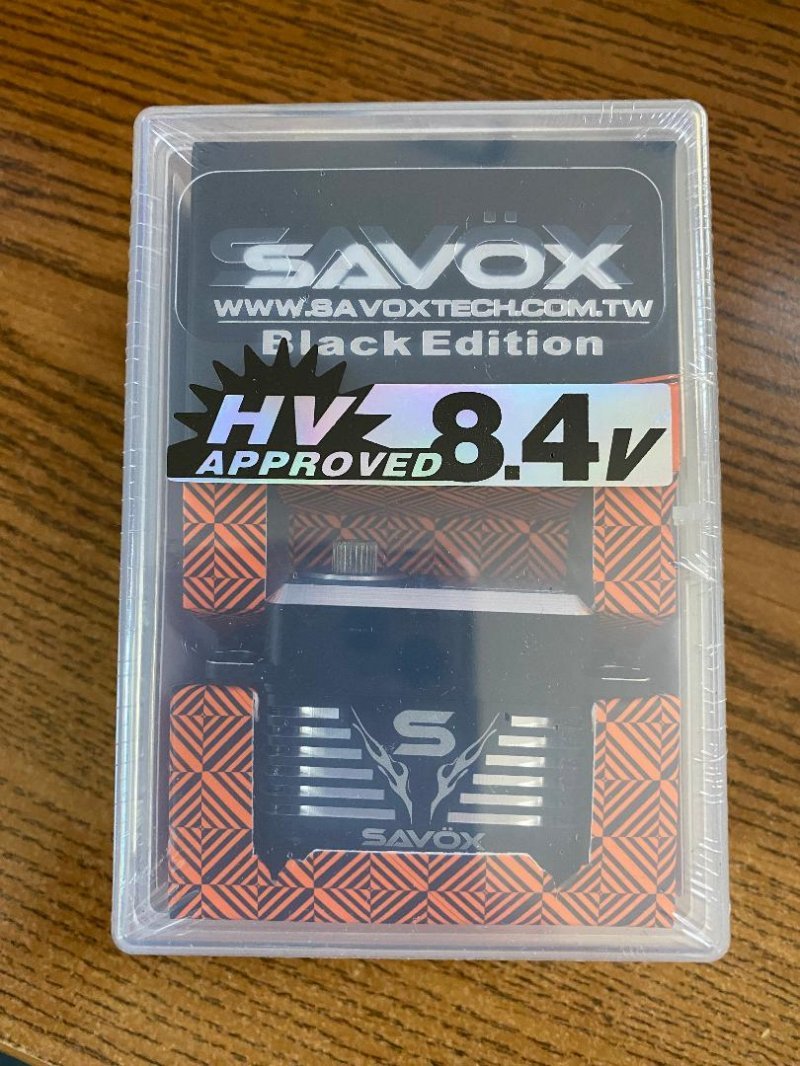 SAVÖX
WWW.SAVOXTECH.COM.TW
Black Edition
HV
APPROVED 8.4V
S
SAVÖX